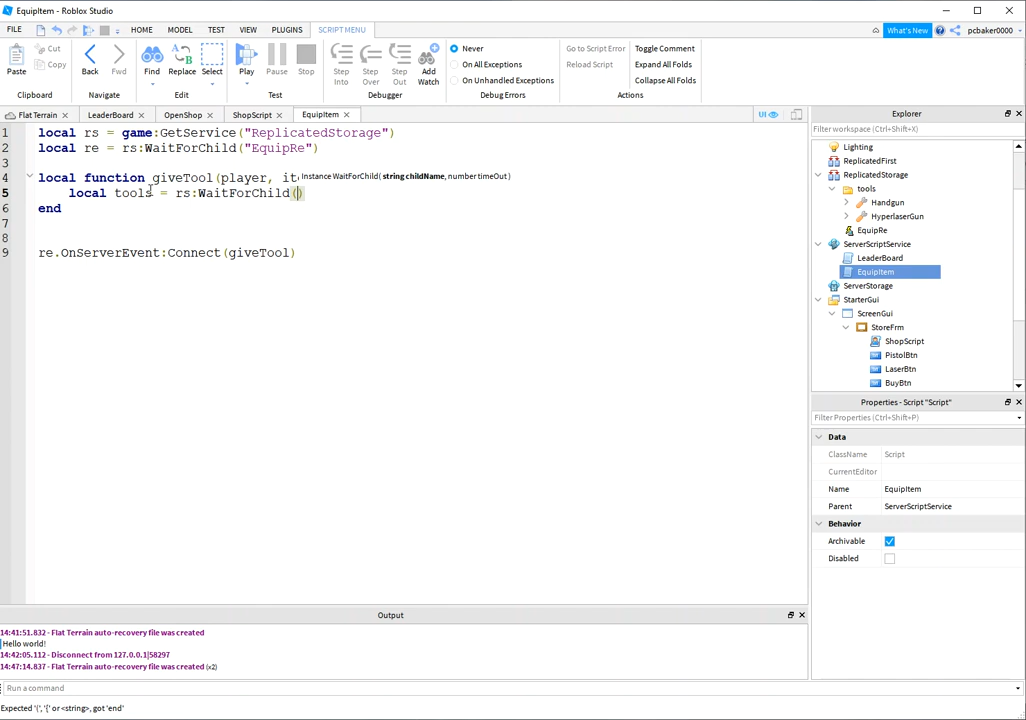 EquipItem - Roblox Studio
FILE HOME MODEL TEST VIEW PLUGINS SCRIPT MENU What's New pcbaker0000
Paste Cut Copy Back Fwd Find Replace Select Play Pause Stop Step Into Step Over Step Out Add Watch
Never
On All Exceptions
On Unhandled Exceptions
Go to Script Error
Reload Script
Toggle Comment
Expand All Folds
Collapse All Folds
Clipboard Navigate Edit Test Debugger Debug Errors Actions
Flat Terrain LeaderBoard OpenShop ShopScript EquipItem UI
1 local rs = game:GetService("ReplicatedStorage")
2 local re = rs:WaitForChild("EquipRe")
3
4 local function giveTool(player, it
Instance WaitForChild( string childName, number timeOut )
5 local tools = rs:WaitForChild()
6 end
7
8
9 re.OnServerEvent:Connect(giveTool)
Explorer
Filter workspace (Ctrl+Shift+X)
Lighting
ReplicatedFirst
ReplicatedStorage
tools
Handgun
HyperlaserGun
EquipRe
ServerScriptService
LeaderBoard
EquipItem
ServerStorage
StarterGui
ScreenGui
StoreFrm
ShopScript
PistolBtn
LaserBtn
BuyBtn
Properties - Script "Script"
Filter Properties (Ctrl+Shift+P)
Data
ClassName Script
CurrentEditor
Name EquipItem
Parent ServerScriptService
Behavior
Archivable
Disabled
Output
14:41:51.832 - Flat Terrain auto-recovery file was created
Hello world!
14:42:05.112 - Disconnect from 127.0.0.1|58297
14:47:14.837 - Flat Terrain auto-recovery file was created (x2)
Run a command
Expected '(', '{' or <string>, got 'end'